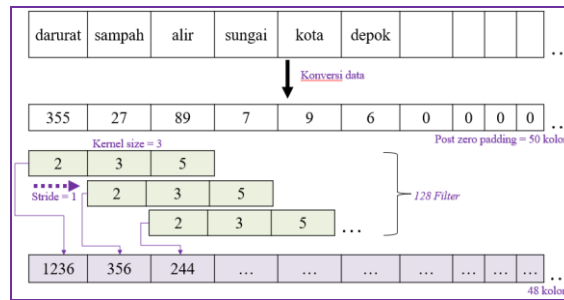 darurat sampah alir sungai kota depok ...
Konversi data
355 27 89 7 9 6 0 0 0 0 ...
Kernel size = 3
Post zero padding = 50 kolom
2 3 5
Stride = 1
2 3 5
128 Filter
2 3 5 ...
1236 356 244 ... ... ... ... ... ... ... ...
48 kolom